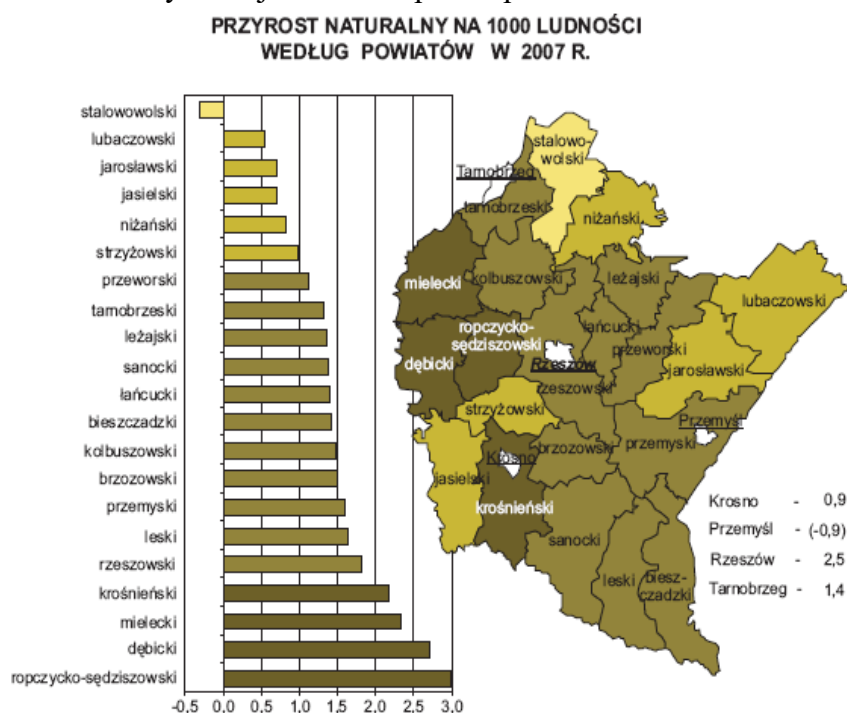 PRZYROST NATURALNY NA 1000 LUDNOŚCI
WEDŁUG POWIATÓW W 2007 R.
stalowowolski
lubaczowski
jarosławski
jasielski
niżański
strzyżowski
przeworski
tarnobrzeski
leżajski
sanocki
łańcucki
bieszczadzki
kolbuszowski
brzozowski
przemyski
leski
rzeszowski
krośnieński
mielecki
dębicki
ropczycko-sędziszowski
-0,5 0,0 0,5 1,0 1,5 2,0 2,5 3,0
stalowo-
wolski
Tarnobrzeg
tarnobrzeski
niżański
mielecki
kolbuszowski
leżajski
lubaczowski
ropczycko-
sędziszowski
łańcucki
dębicki
Rzeszów
przeworski
jarosławski
rzeszowski
strzyżowski
Przemyśl
Krosno
brzozowski
przemyski
jasielski
krośnieński
sanocki
leski
biesz-
czadzki
Krosno - 0,9
Przemyśl - (-0,9)
Rzeszów - 2,5
Tarnobrzeg - 1,4